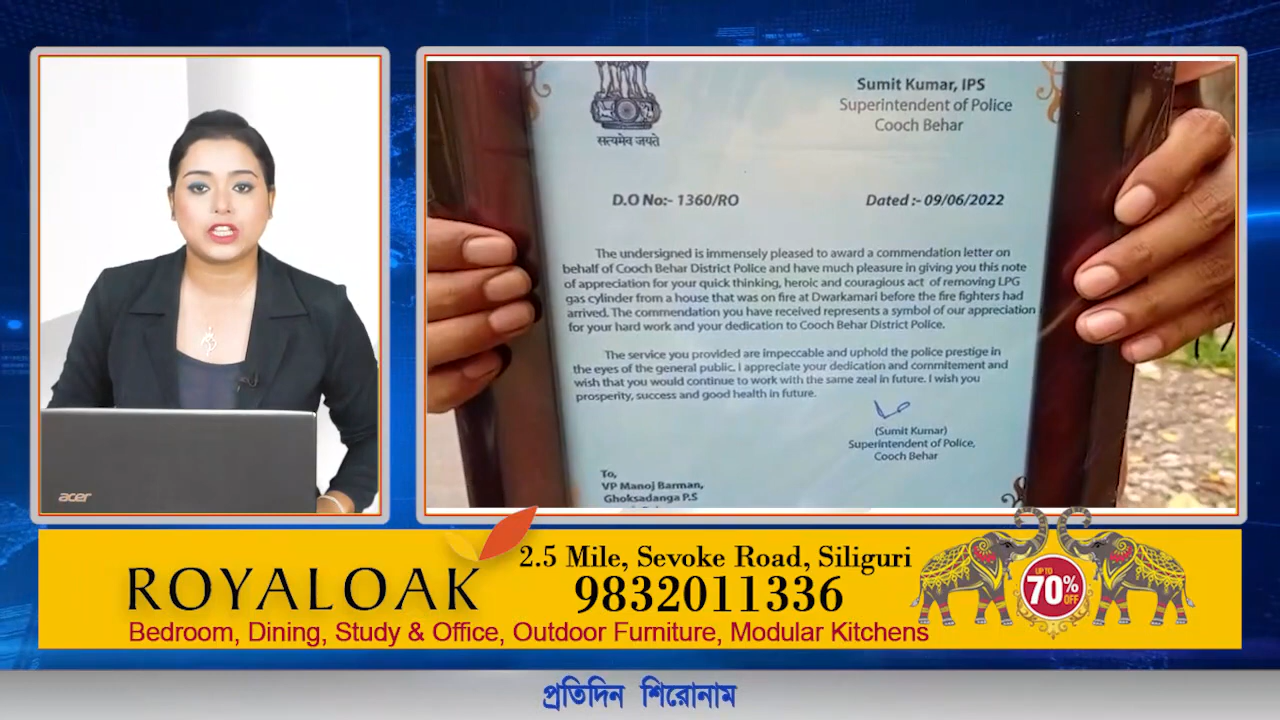 Sumit Kumar, IPS
Superintendent of Police
Cooch Behar
सत्यमेव जयते
D.O No:- 1360/RO
Dated :- 09/06/2022
The undersigned is immensely pleased to award a commendation letter on
behalf of Cooch Behar District Police and have much pleasure in giving you this note
of appreciation for your quick thinking, heroic and couragious act of removing LPG
gas cylinder from a house that was on fire at Dwarkamari before the fire fighters had
arrived. The commendation you have received represents a symbol of our appreciation
for your hard work and your dedication to Cooch Behar District Police.
The service you provided are impeccable and uphold the police prestige in
the eyes of the general public. I appreciate your dedication and commitement and
wish that you would continue to work with the same zeal in future. I wish you
prosperity, success and good health in future.
(Sumit Kumar)
Superintendent of Police,
Cooch Behar
To,
VP Manoj Barman,
Ghoksadanga P.S
acer
ROYALOAK
2.5 Mile, Sevoke Road, Siliguri
9832011336
Bedroom, Dining, Study & Office, Outdoor Furniture, Modular Kitchens
UP TO
70% OFF
প্রতিদিন শিরোনাম